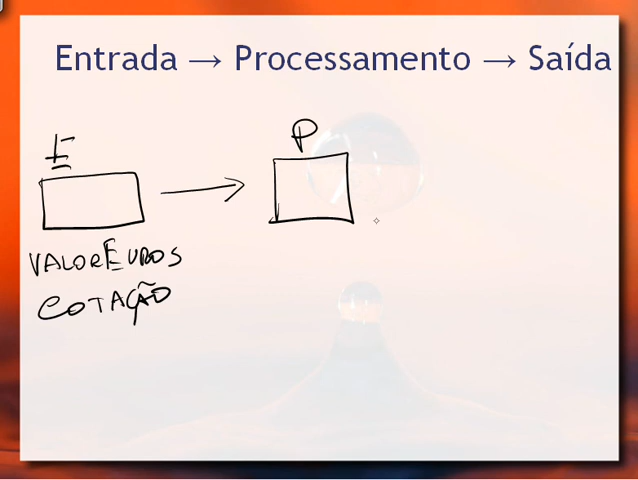 Entrada → Processamento → Saída
E
P
VALOREUROS
COTAÇÃO